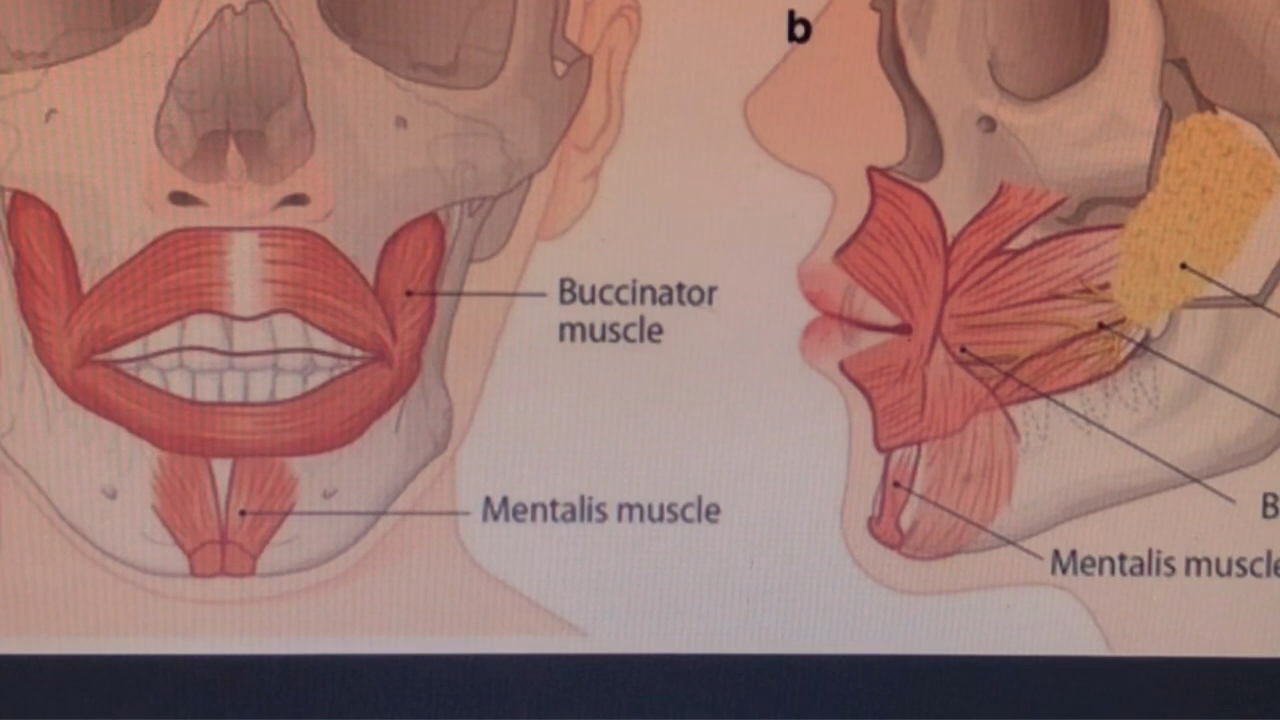 b
Buccinator
muscle
Mentalis muscle
B
Mentalis muscle